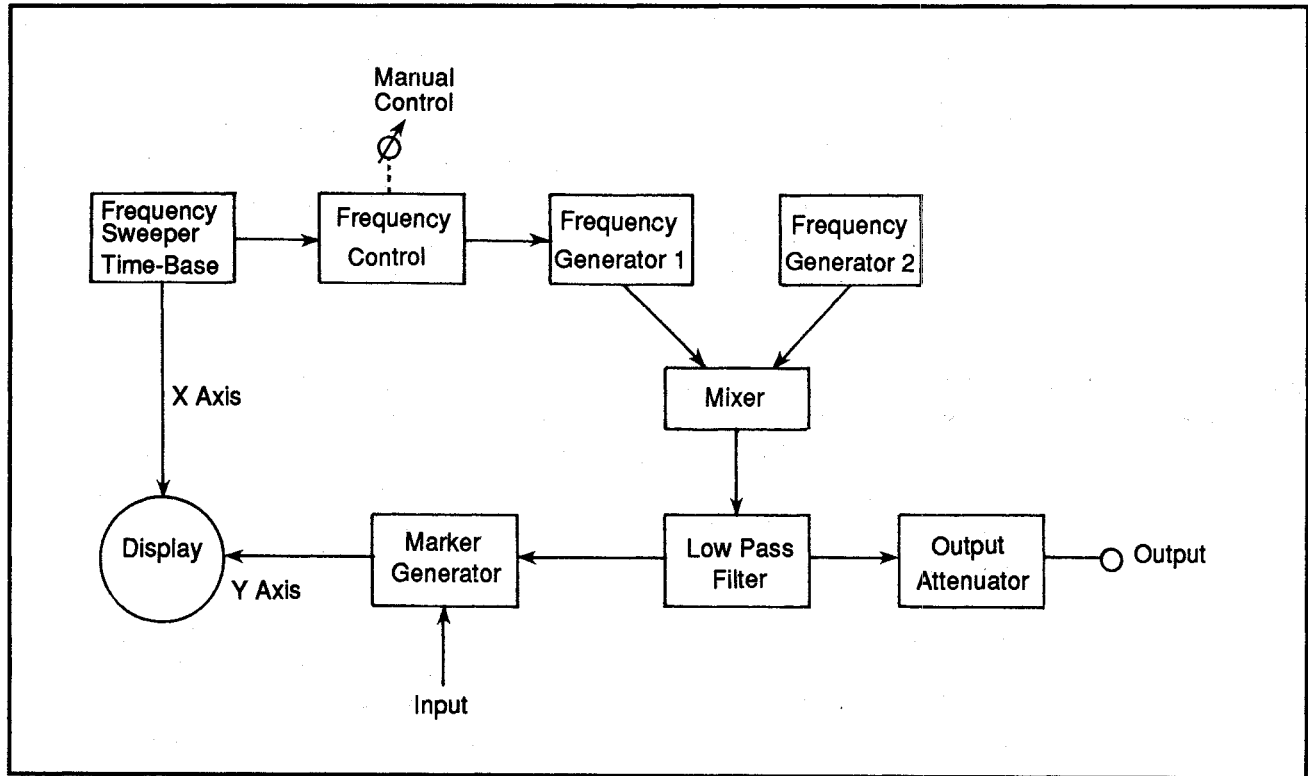 Manual
Control
Frequency
Sweeper
Time-Base
Frequency
Control
Frequency
Generator 1
Frequency
Generator 2
X Axis
Mixer
Display
Y Axis
Marker
Generator
Low Pass
Filter
Output
Attenuator
Output
Input